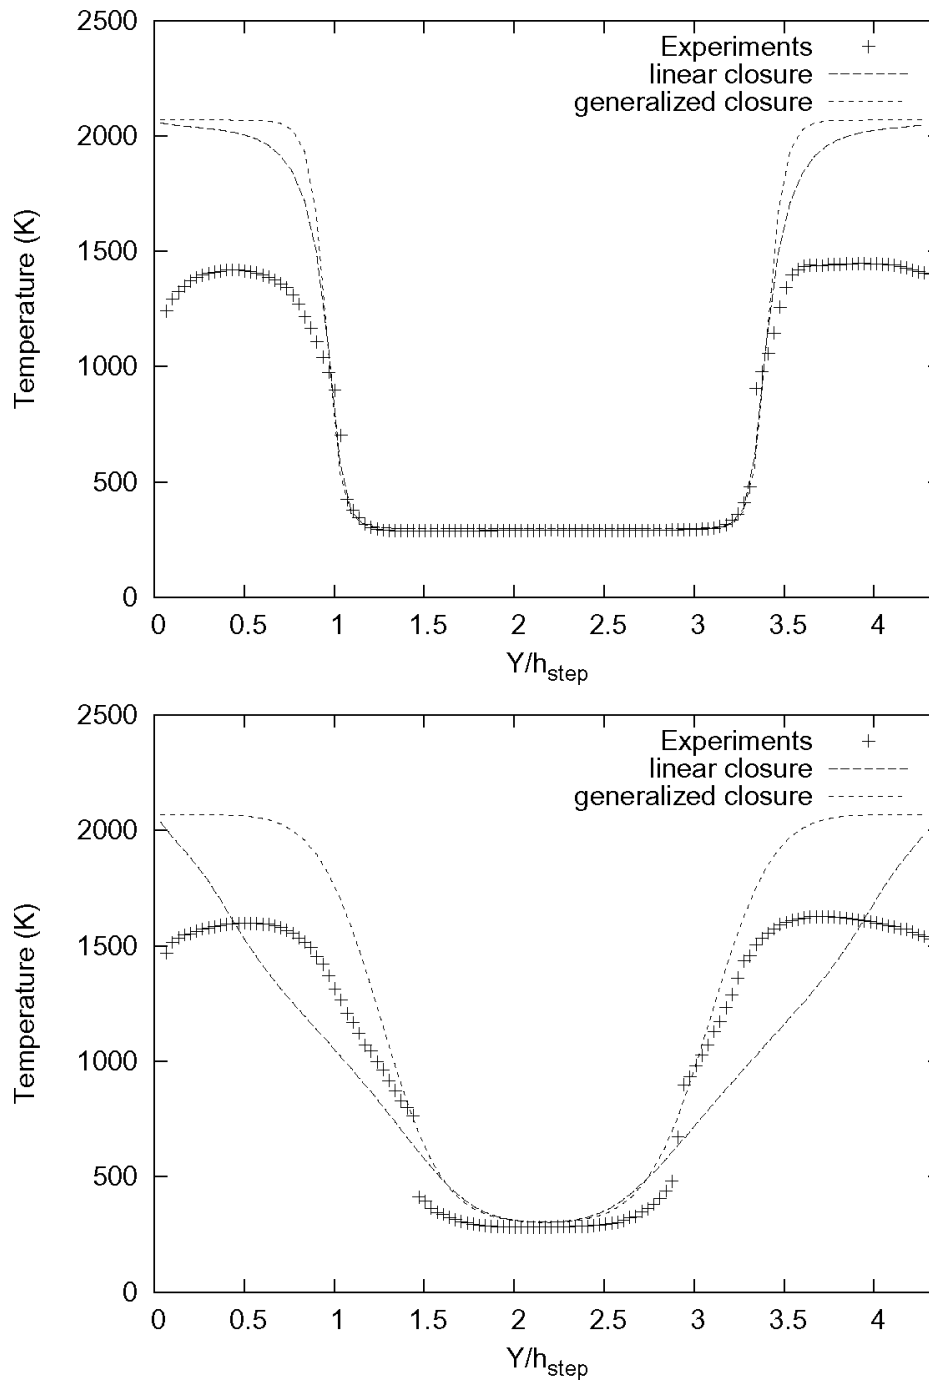 2500
Experiments
linear closure
generalized closure
2000
1500
1000
500
0
Temperature (K)
0 0.5 1 1.5 2 2.5 3 3.5 4
Y/h_step
2500
Experiments
linear closure
generalized closure
2000
1500
1000
500
0
Temperature (K)
0 0.5 1 1.5 2 2.5 3 3.5 4
Y/h_step